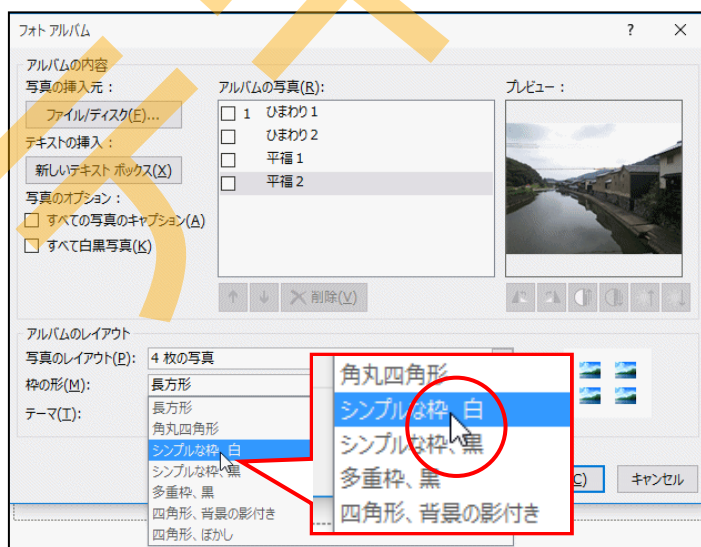 フォト アルバム
? ×
アルバムの内容
写真の挿入元：
ファイル/ディスク(F)...
テキストの挿入：
新しいテキスト ボックス(X)
写真のオプション：
すべての写真のキャプション(A)
すべて白黒写真(K)
アルバムの写真(R):
1 ひまわり1
ひまわり2
平福1
平福2
削除(V)
プレビュー：
アルバムのレイアウト
写真のレイアウト(P): 4 枚の写真
枠の形(M): 長方形
テーマ(T):
長方形
角丸四角形
シンプルな枠、白
シンプルな枠、黒
多重枠、黒
四角形、背景の影付き
四角形、ぼかし
角丸四角形
シンプルな枠、白
シンプルな枠、黒
多重枠、黒
四角形、背景の影付き
C) キャンセル